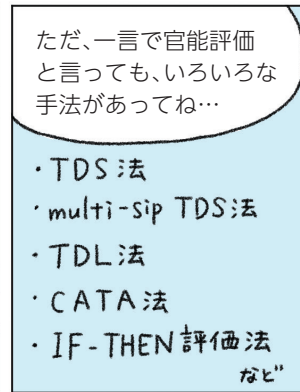 ただ、一言で官能評価
と言っても、いろいろな
手法があってね…
・TDS法
・multi-sip TDS法
・TDL法
・CATA法
・IF-THEN評価法
など